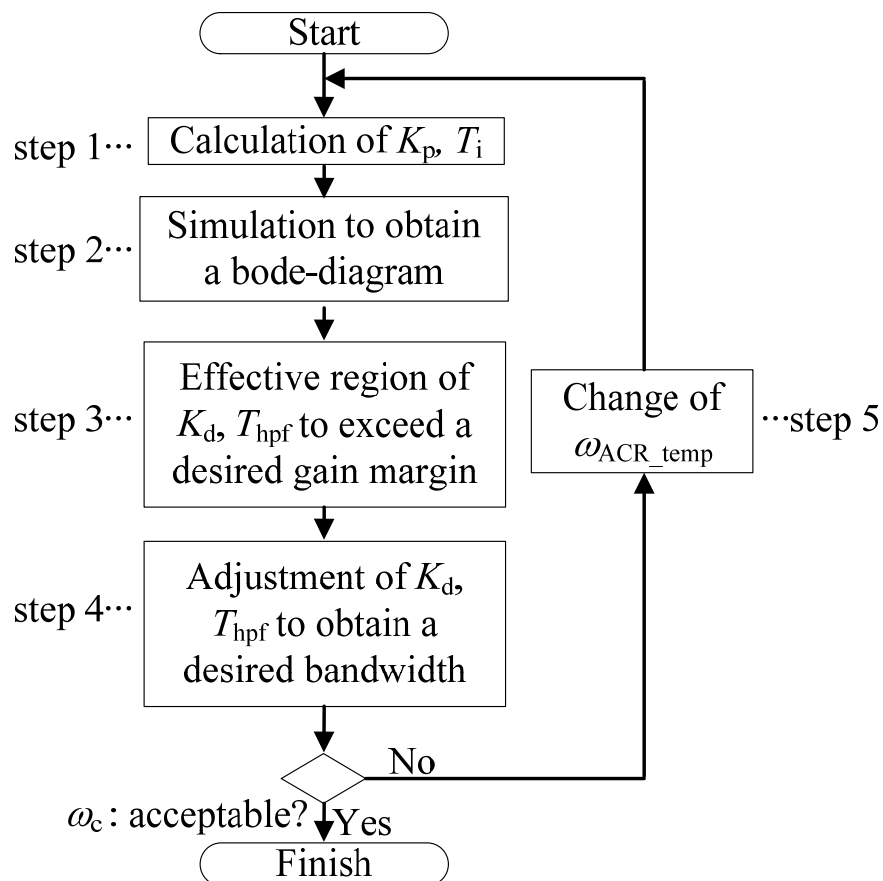 Start
step 1··· Calculation of Kp, Ti
Simulation to obtain
step 2···
a bode-diagram
Effective region of
step 3··· Kd, Thpf to exceed a
desired gain margin
Change of
ωACR_temp
···step 5
Adjustment of Kd,
step 4··· Thpf to obtain a
desired bandwidth
No
ωc : acceptable? Yes
Finish